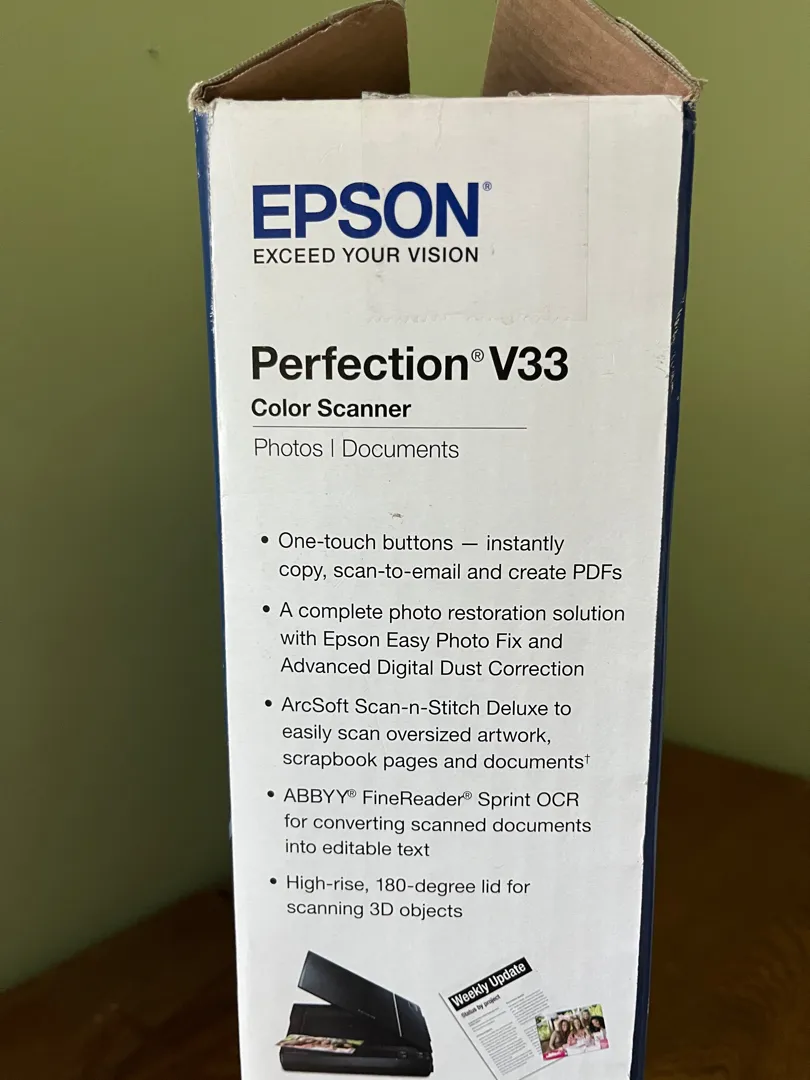 EPSON®
EXCEED YOUR VISION
Perfection® V33
Color Scanner
Photos | Documents
• One-touch buttons — instantly
copy, scan-to-email and create PDFs
• A complete photo restoration solution
with Epson Easy Photo Fix and
Advanced Digital Dust Correction
• ArcSoft Scan-n-Stitch Deluxe to
easily scan oversized artwork,
scrapbook pages and documents†
• ABBYY® FineReader® Sprint OCR
for converting scanned documents
into editable text
• High-rise, 180-degree lid for
scanning 3D objects
Weekly Update
Status by project